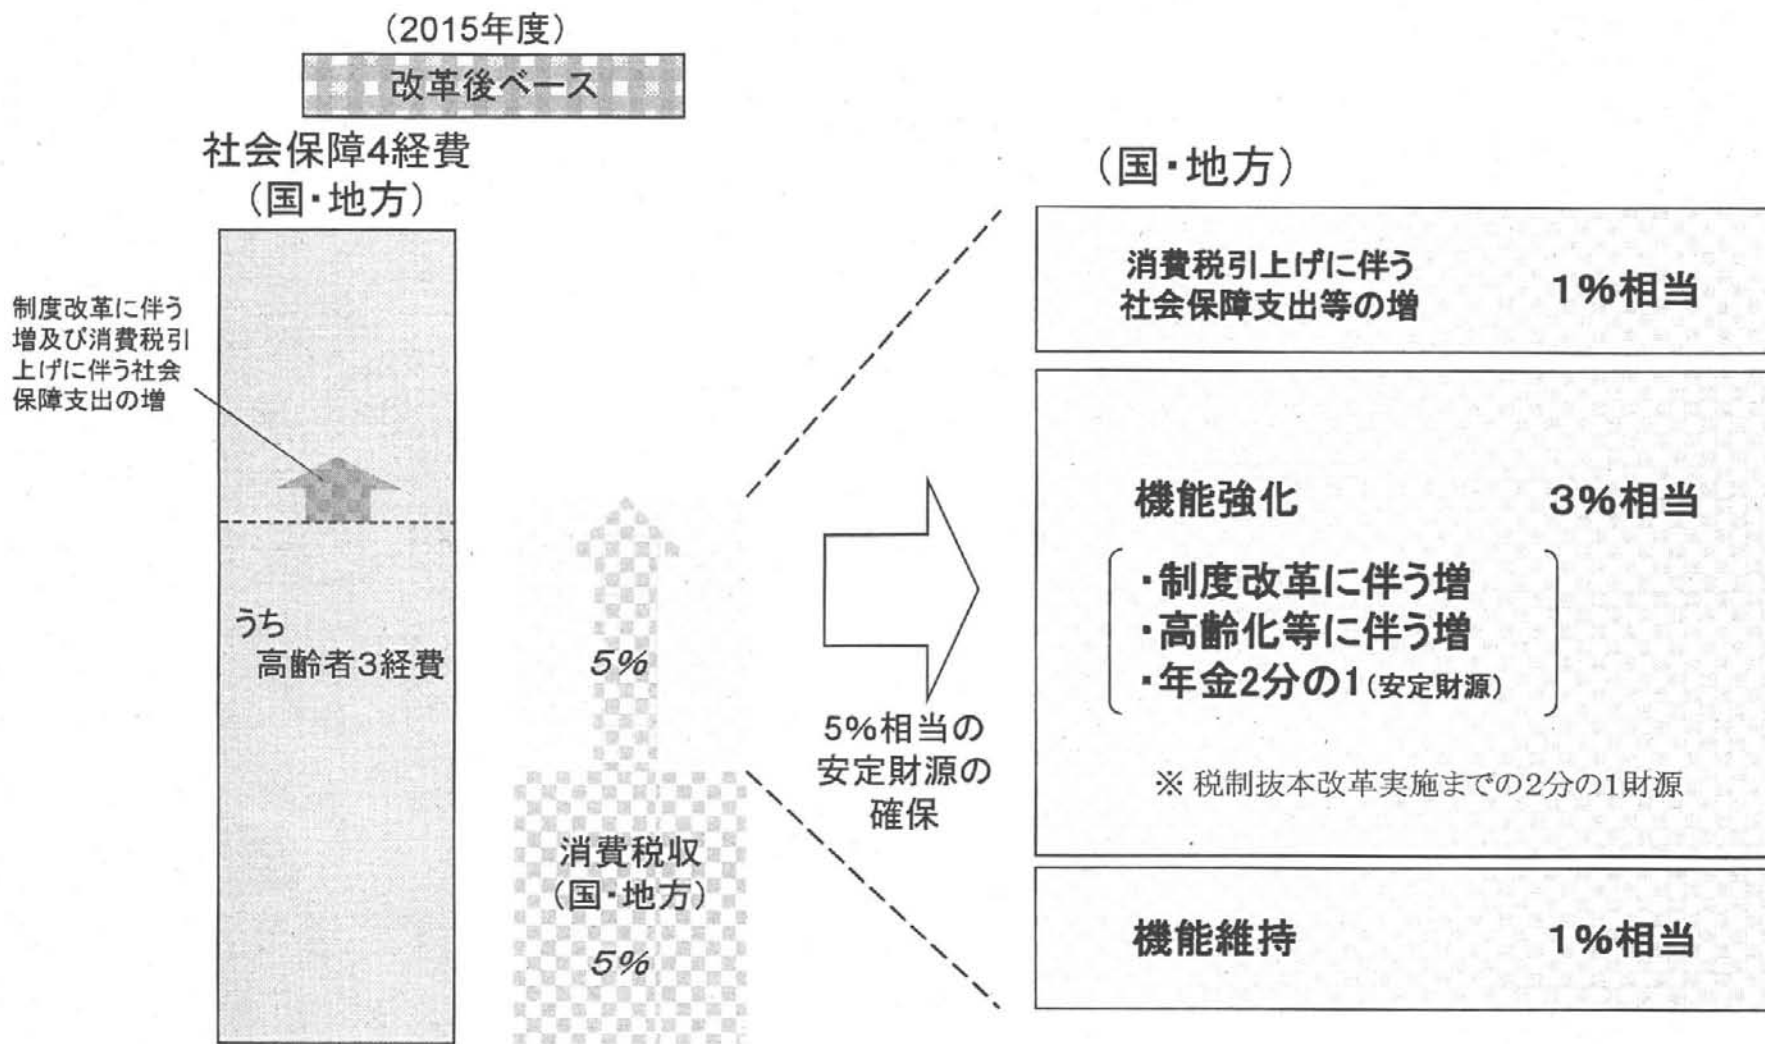 (2015年度)
改革後ベース
社会保障4経費
(国・地方)
制度改革に伴う
増及び消費税引
上げに伴う社会
保障支出の増
うち
高齢者3経費
5%
消費税収
(国・地方)
5%
5%相当の
安定財源の
確保
(国・地方)
消費税引上げに伴う
社会保障支出等の増 1%相当
機能強化 3%相当
・制度改革に伴う増
・高齢化等に伴う増
・年金2分の1(安定財源)
※ 税制抜本改革実施までの2分の1財源
機能維持 1%相当